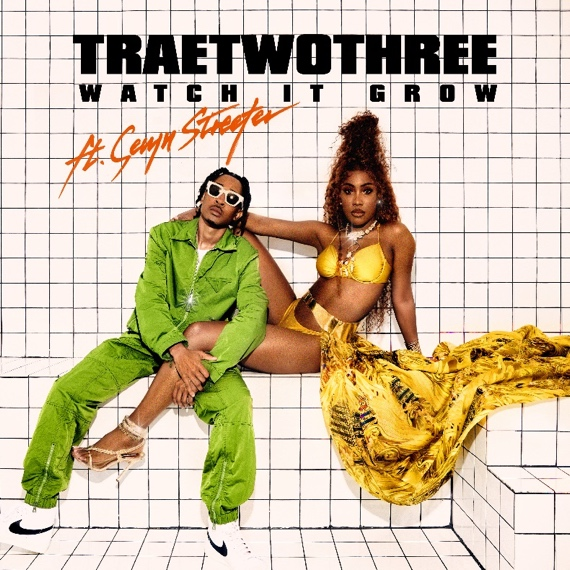 TRAETWOTHREE
WATCH IT GROW
ft. Sevyn Streeter